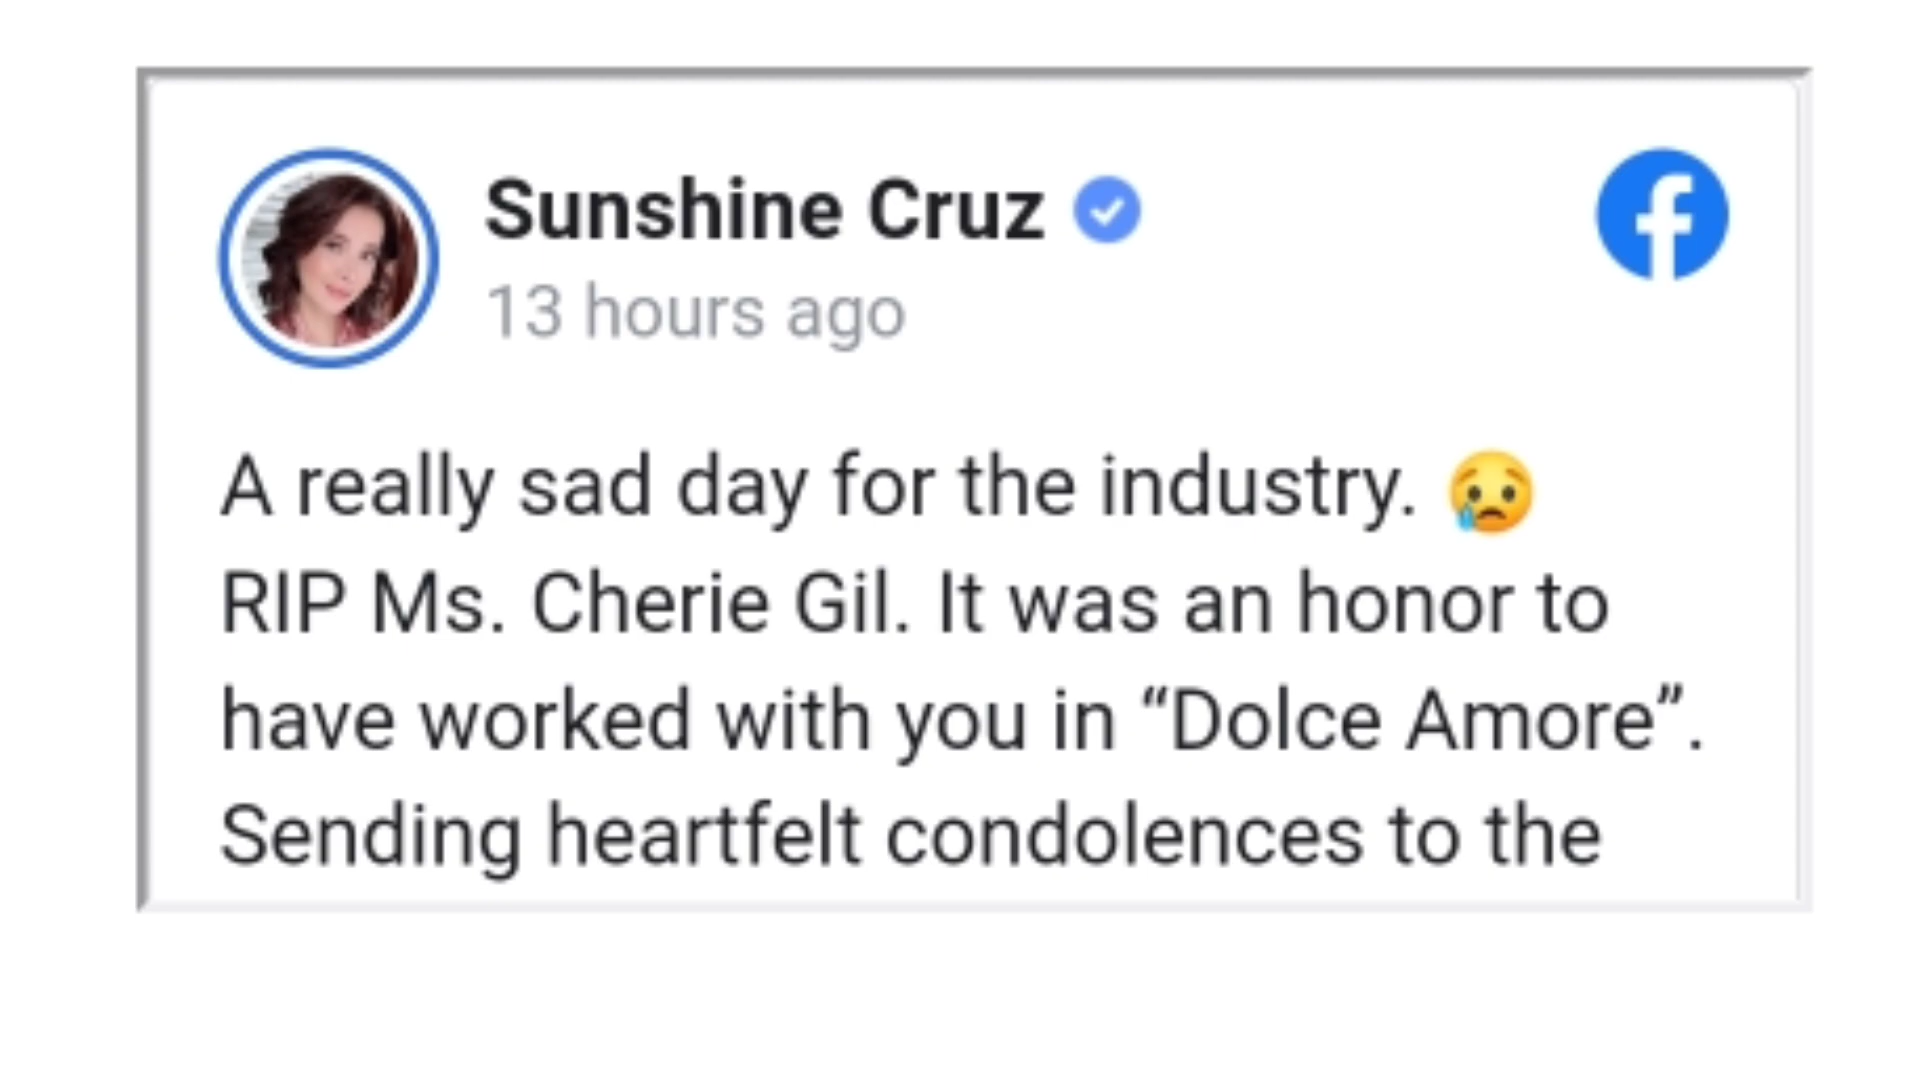 Sunshine Cruz
13 hours ago
A really sad day for the industry. 😢
RIP Ms. Cherie Gil. It was an honor to
have worked with you in “Dolce Amore”.
Sending heartfelt condolences to the